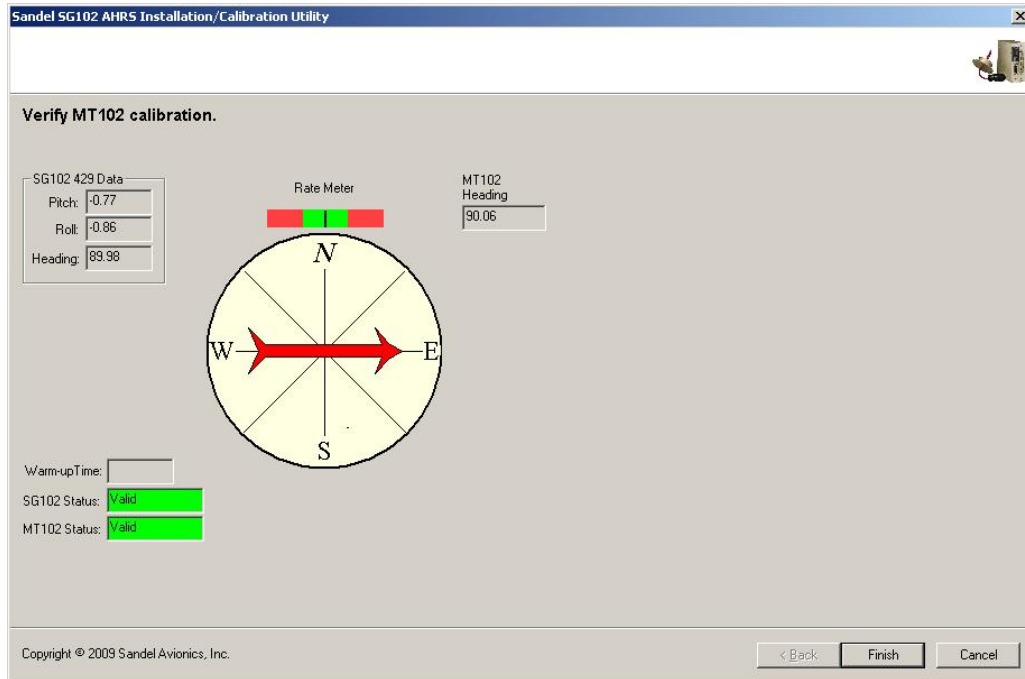 Sandel SG102 AHRS Installation/Calibration Utility
Verify MT102 calibration.
SG102 429 Data
Pitch: -0.77
Roll: -0.86
Heading: 89.98
Rate Meter
MT102
Heading
90.06
N
W E
S
Warm-upTime:
SG102 Status: Valid
MT102 Status: Valid
Copyright © 2009 Sandel Avionics, Inc.
< Back Finish Cancel